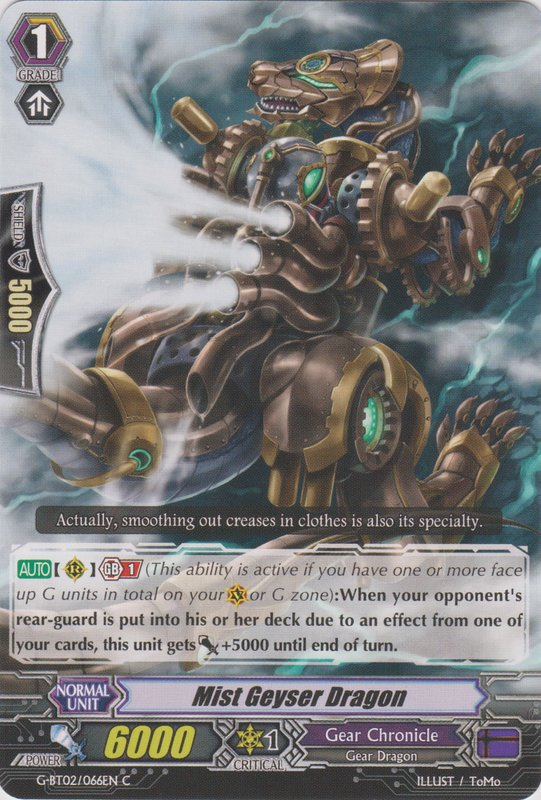 1
GRADE
SHIELD
5000
Actually, smoothing out creases in clothes is also its specialty.
AUTO【 R 】GB 1 (This ability is active if you have one or more face
up G units in total on your V or G zone):When your opponent's
rear-guard is put into his or her deck due to an effect from one of
your cards, this unit gets +5000 until end of turn.
NORMAL
UNIT
Mist Geyser Dragon
POWER
6000
1
CRITICAL
Gear Chronicle
Gear Dragon
G-BT02/066EN C
ILLUST / ToMo